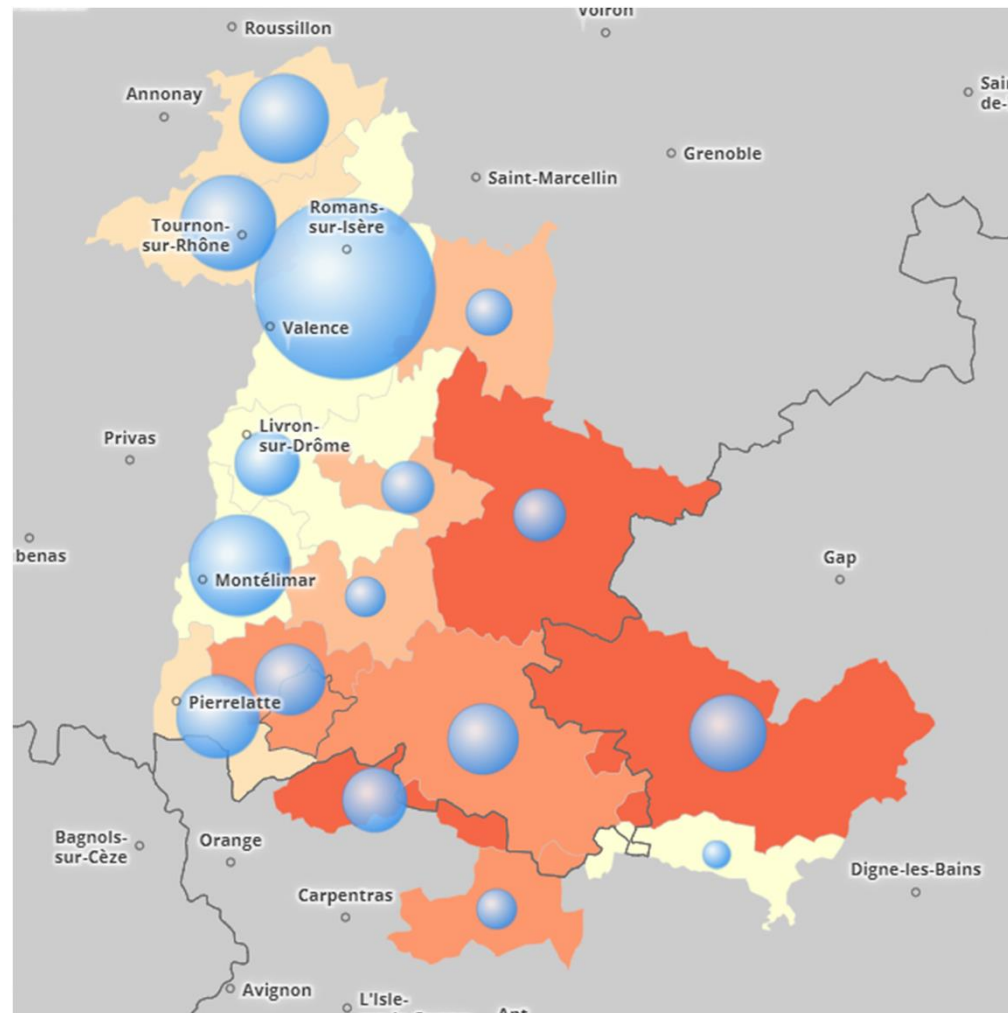 Voiron
Roussillon
Annonay
Sai
de-
Grenoble
Saint-Marcellin
Romans-
sur-Isère
Tournon-
sur-Rhône
Valence
Livron-
sur-Drôme
Privas
benas
Gap
Montélimar
Pierrelatte
Bagnols-
sur-Cèze
Orange
Digne-les-Bains
Carpentras
Avignon
L'Isle-